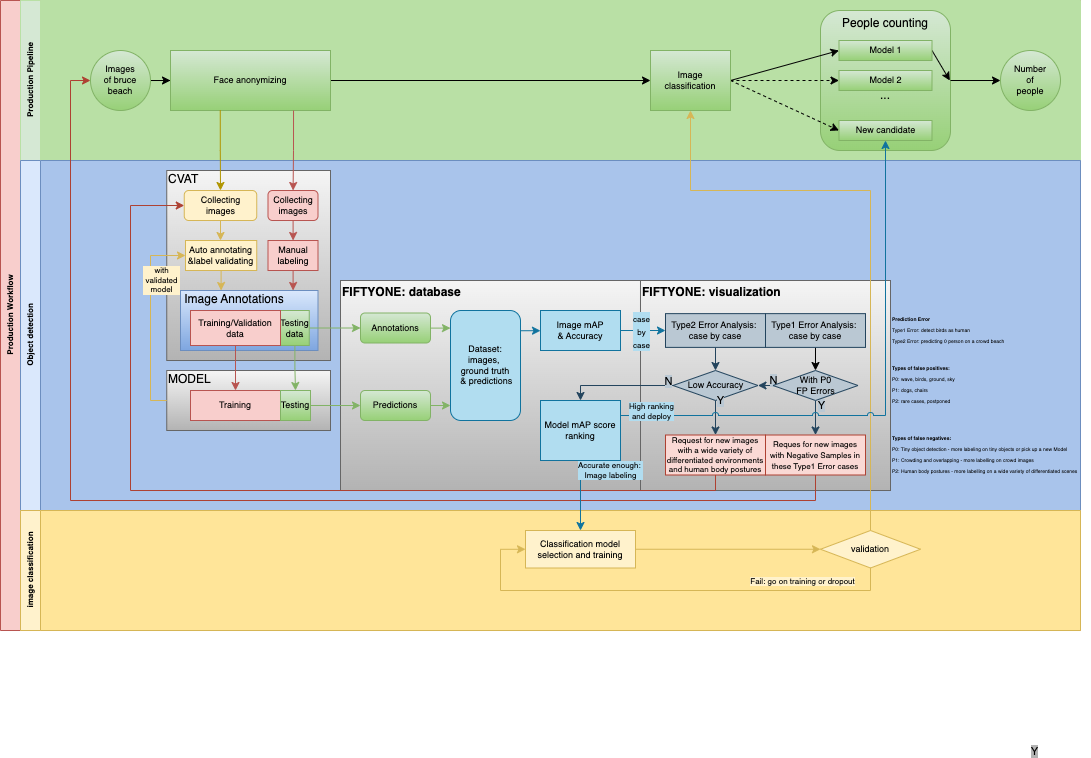 Production Workflow
Production Pipeline
Images
of bruce
beach
Face anonymizing
Image
classification
People counting
Model 1
Model 2
...
New candidate
Number
of
people
Object detection
CVAT
Collecting
images
Collecting
images
Auto annotating
&label validating
Manual
labeling
with
validated
model
Image Annotations
Training/Validation
data
Testing
data
MODEL
Training
Testing
FIFTYONE: database
Annotations
Predictions
Dataset:
images,
ground truth
& predictions
Image mAP
& Accuracy
case
by
case
Model mAP score
ranking
High ranking
and deploy
Accurate enough:
Image labeling
FIFTYONE: visualization
Type2 Error Analysis:
case by case
Type1 Error Analysis:
case by case
N
Low Accuracy
N
With P0
FP Errors
Y
Y
Request for new images
with a wide variety of
differentiated environments
and human body postures
Reques for new images
with Negative Samples in
these Type1 Error cases
Prediction Error
Type1 Error: detect birds as human
Type2 Error: predicting 0 person on a crowd beach
Types of false positives:
P0: wave, birds, ground, sky
P1: dogs, chairs
P2: rare cases, postponed
Types of false negatives:
P0: Tiny object detection - more labeling on tiny objects or pick up a new Model
P1: Crowding and overlapping - more labelling on crowd images
P2: Human body postures - more labelling on a wide variety of differentiated scenes
image classification
Classification model
selection and training
validation
Fail: go on training or dropout
Y